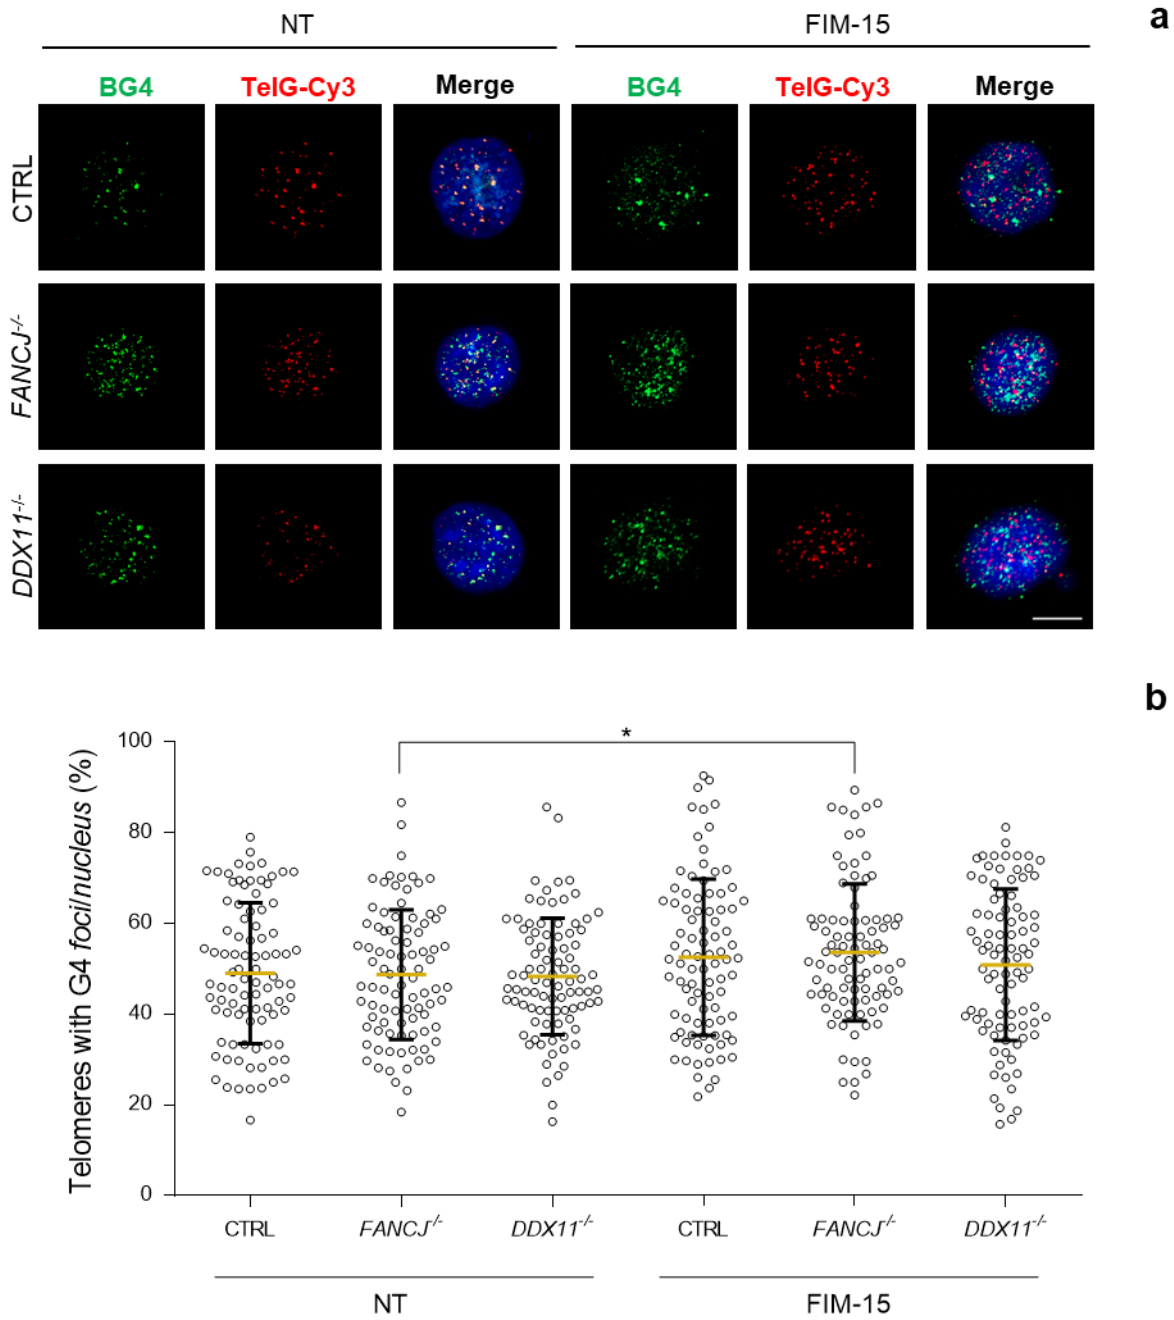 NT
FIM-15
a
BG4
TelG-Cy3
Merge
BG4
TelG-Cy3
Merge
CTRL
FANCJ-/-
DDX11-/-
b
Telomeres with G4 foci/nucleus (%)
100
80
60
40
20
0
*
CTRL
FANCJ-/-
DDX11-/-
CTRL
FANCJ-/-
DDX11-/-
NT
FIM-15